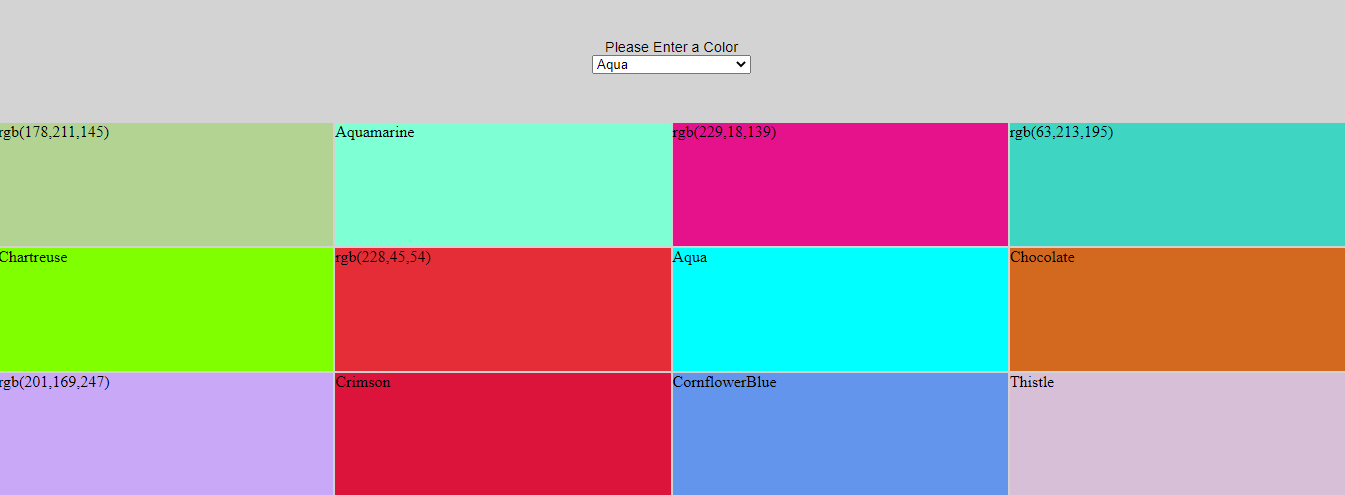 Please Enter a Color
Aqua
rgb(178,211,145)
Aquamarine
rgb(229,18,139)
rgb(63,213,195)
Chartreuse
rgb(228,45,54)
Aqua
Chocolate
rgb(201,169,247)
Crimson
CornflowerBlue
Thistle